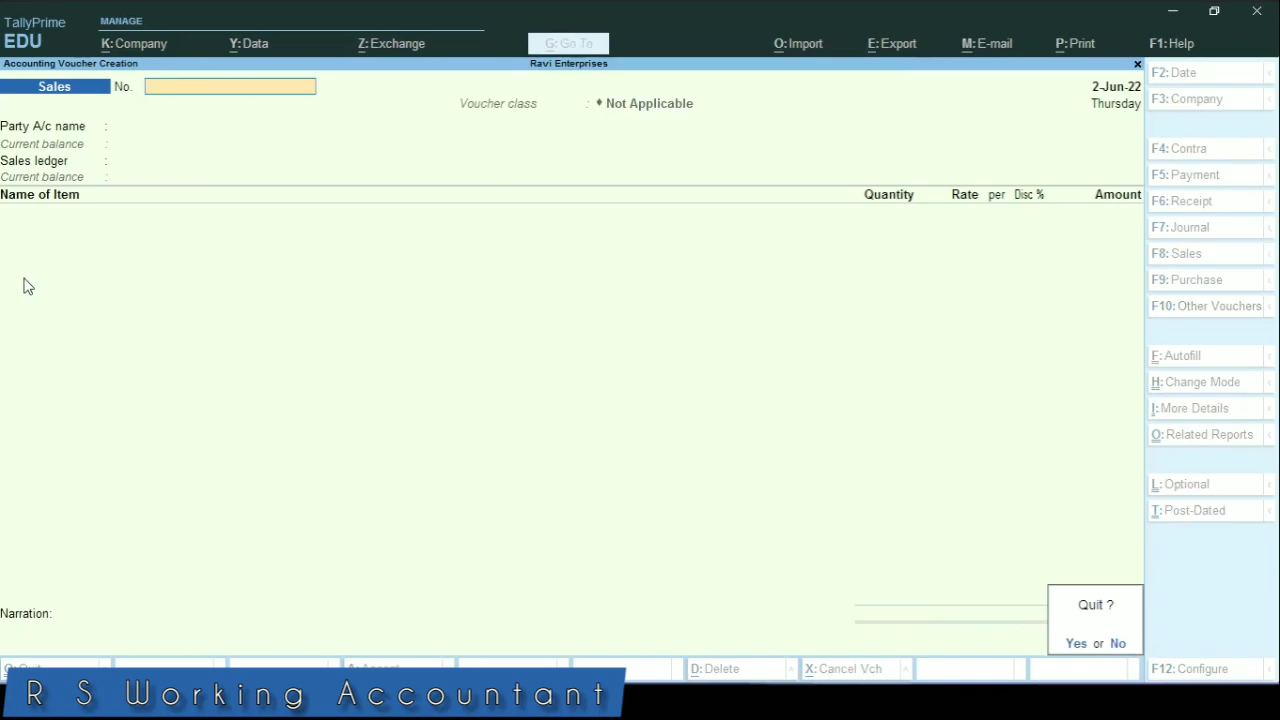 TallyPrime
EDU
MANAGE
K: Company
Y: Data
Z: Exchange
G: Go To
O: Import
E: Export
M: E-mail
P: Print
F1: Help
Accounting Voucher Creation
Ravi Enterprises
Sales No.
2-Jun-22
Voucher class : ♦ Not Applicable
Thursday
Party A/c name :
Current balance :
Sales ledger :
Current balance :
Name of Item Quantity Rate per Disc % Amount
Narration:
Quit ?
Yes or No
F2: Date
F3: Company
F4: Contra
F5: Payment
F6: Receipt
F7: Journal
F8: Sales
F9: Purchase
F10: Other Vouchers
F: Autofill
H: Change Mode
I: More Details
O: Related Reports
L: Optional
T: Post-Dated
F12: Configure
Q: Quit
A: Accept
D: Delete
X: Cancel Vch
R S Working Accountant